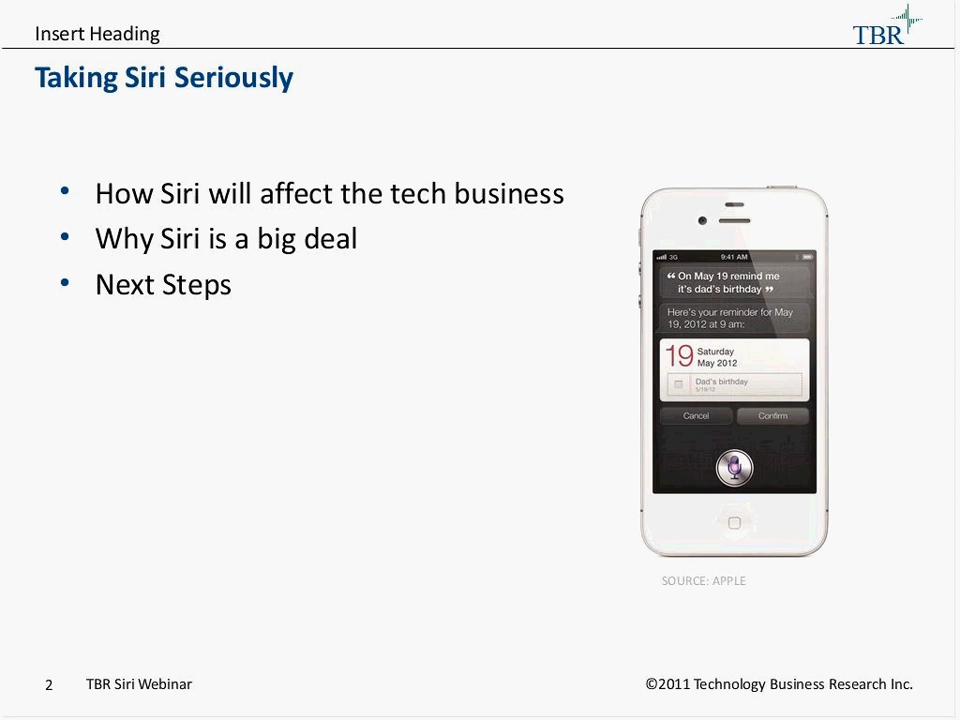 Insert Heading
TBR
Taking Siri Seriously
• How Siri will affect the tech business
• Why Siri is a big deal
• Next Steps
3G 9:41 AM
“ On May 19 remind me
it's dad's birthday ”
Here's your reminder for May
19, 2012 at 9 am:
19 Saturday
May 2012
Dad's birthday
5/19/12
Cancel Confirm
SOURCE: APPLE
2 TBR Siri Webinar ©2011 Technology Business Research Inc.